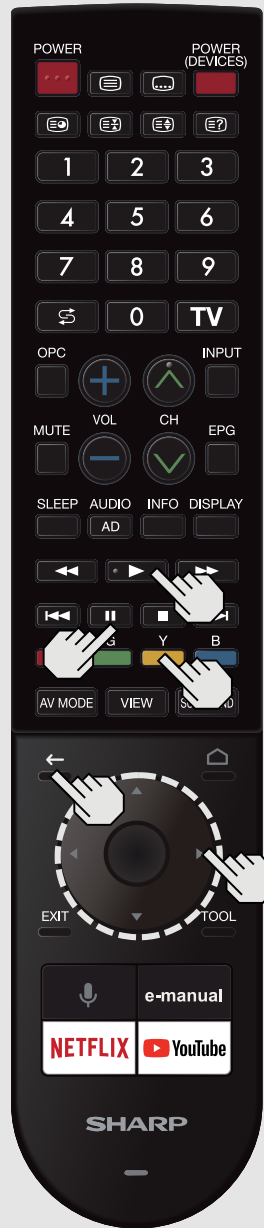 POWER
POWER
(DEVICES)
1 2 3
4 5 6
7 8 9
0 TV
OPC INPUT
MUTE VOL CH EPG
SLEEP AUDIO INFO DISPLAY
AD
G Y B
AV MODE VIEW
EXIT TOOL
e-manual
NETFLIX YouTube
SHARP